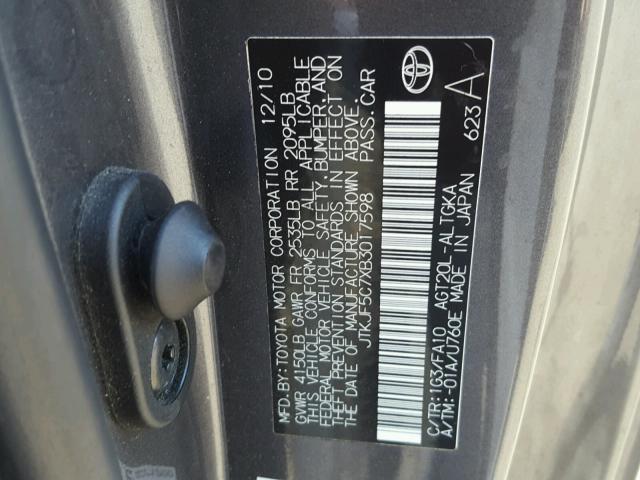 MFD.BY:TOYOTA MOTOR CORPORATION 12/10
GVWR 4150LB GAWR FR 2535LB RR 2095LB
THIS VEHICLE CONFORMS TO ALL APPLICABLE
FEDERAL MOTOR VEHICLE SAFETY, BUMPER, AND
THEFT PREVENTION STANDARDS IN EFFECT ON
THE DATE OF MANUFACTURE SHOWN ABOVE.
JTKJF5C7XB3017598 PASS.CAR
C/TR:1G3/FA10 AGT20L-ALTGKA
A/TM:-01A/U760E MADE IN JAPAN 623 A